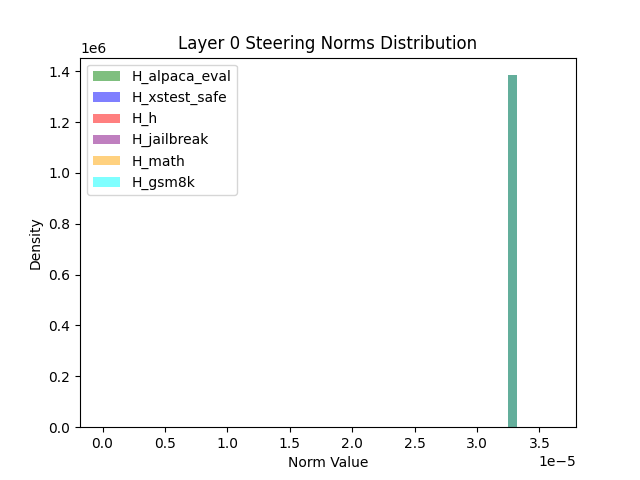 Layer 0 Steering Norms Distribution
1e6
H_alpaca_eval
H_xstest_safe
H_h
H_jailbreak
H_math
H_gsm8k
1.4
1.2
1.0
0.8
0.6
0.4
0.2
0.0
Density
0.0 0.5 1.0 1.5 2.0 2.5 3.0 3.5
1e−5
Norm Value